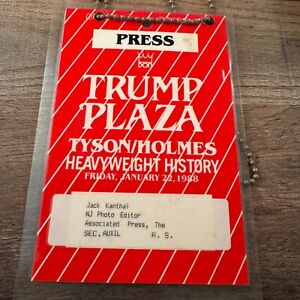 PRESS
TRUMP
PLAZA
TYSON/HOLMES
HEAVYWEIGHT HISTORY
FRIDAY, JANUARY 22, 1988
Jack Kanthal
NJ Photo Editor
Associated Press, The
SEC. AUXIL R. S.